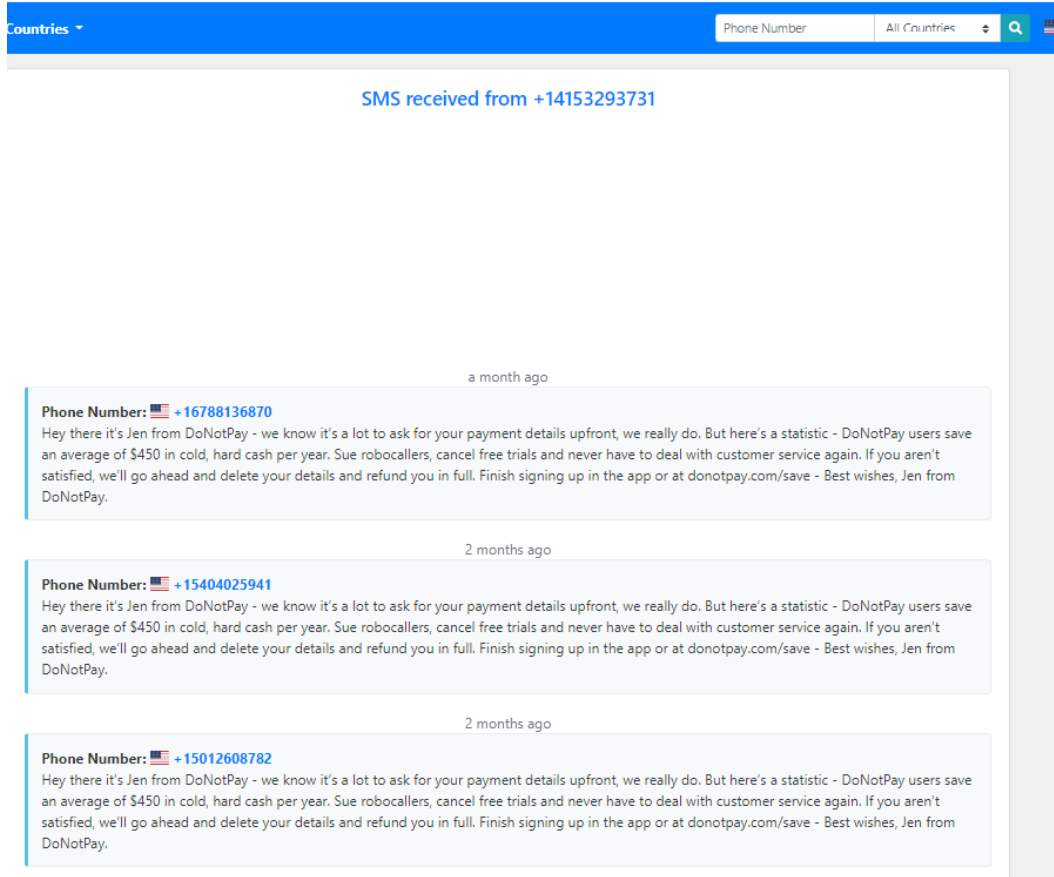 Countries
Phone Number
All Countries
SMS received from +14153293731
a month ago
Phone Number: +16788136870
Hey there it's Jen from DoNotPay - we know it's a lot to ask for your payment details upfront, we really do. But here's a statistic - DoNotPay users save
an average of $450 in cold, hard cash per year. Sue robocallers, cancel free trials and never have to deal with customer service again. If you aren't
satisfied, we'll go ahead and delete your details and refund you in full. Finish signing up in the app or at donotpay.com/save - Best wishes, Jen from
DoNotPay.
2 months ago
Phone Number: +15404025941
Hey there it's Jen from DoNotPay - we know it's a lot to ask for your payment details upfront, we really do. But here's a statistic - DoNotPay users save
an average of $450 in cold, hard cash per year. Sue robocallers, cancel free trials and never have to deal with customer service again. If you aren't
satisfied, we'll go ahead and delete your details and refund you in full. Finish signing up in the app or at donotpay.com/save - Best wishes, Jen from
DoNotPay.
2 months ago
Phone Number: +15012608782
Hey there it's Jen from DoNotPay - we know it's a lot to ask for your payment details upfront, we really do. But here's a statistic - DoNotPay users save
an average of $450 in cold, hard cash per year. Sue robocallers, cancel free trials and never have to deal with customer service again. If you aren't
satisfied, we'll go ahead and delete your details and refund you in full. Finish signing up in the app or at donotpay.com/save - Best wishes, Jen from
DoNotPay.